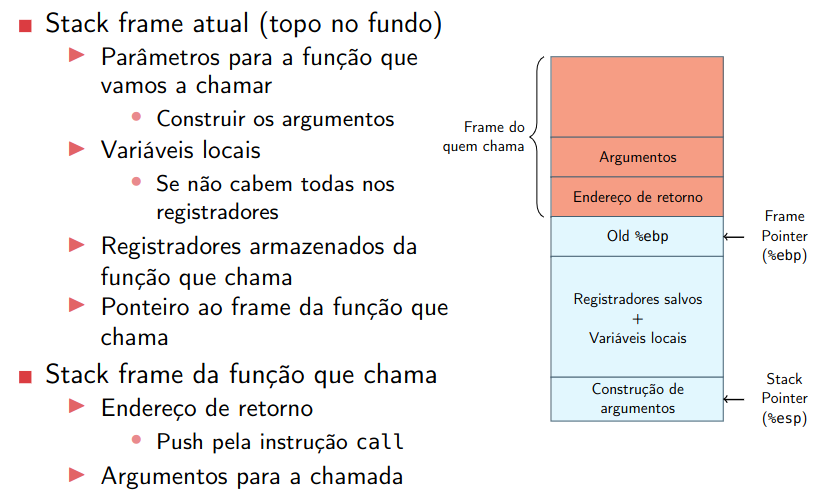 Stack frame atual (topo no fundo)
Parâmetros para a função que
vamos a chamar
Construir os argumentos
Variáveis locais
Se não cabem todas nos
registradores
Registradores armazenados da
função que chama
Ponteiro ao frame da função que
chama
Stack frame da função que chama
Endereço de retorno
Push pela instrução call
Argumentos para a chamada
Frame do
quem chama
Argumentos
Endereço de retorno
Old %ebp
Frame
Pointer
(%ebp)
Registradores salvos
+
Variáveis locais
Construção de
argumentos
Stack
Pointer
(%esp)